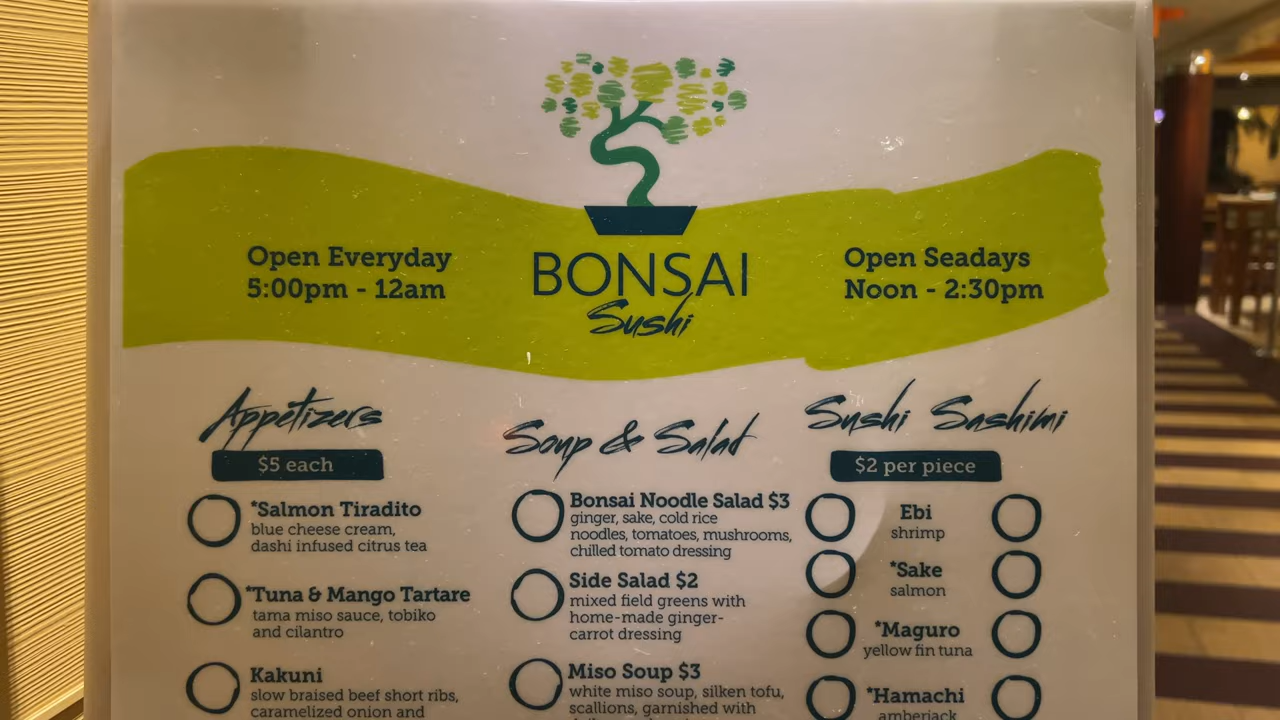 Open Everyday
5:00pm - 12am
BONSAI
Sushi
Open Seadays
Noon - 2:30pm
Appetizers
$5 each
*Salmon Tiradito
blue cheese cream,
dashi infused citrus tea
*Tuna & Mango Tartare
tama miso sauce, tobiko
and cilantro
Kakuni
slow braised beef short ribs,
caramelized onion and
Soup & Salad
Bonsai Noodle Salad $3
ginger, sake, cold rice
noodles, tomatoes, mushrooms,
chilled tomato dressing
Side Salad $2
mixed field greens with
home-made ginger-
carrot dressing
Miso Soup $3
white miso soup, silken tofu,
scallions, garnished with
Sushi Sashimi
$2 per piece
Ebi
shrimp
*Sake
salmon
*Maguro
yellow fin tuna
*Hamachi
amberjack